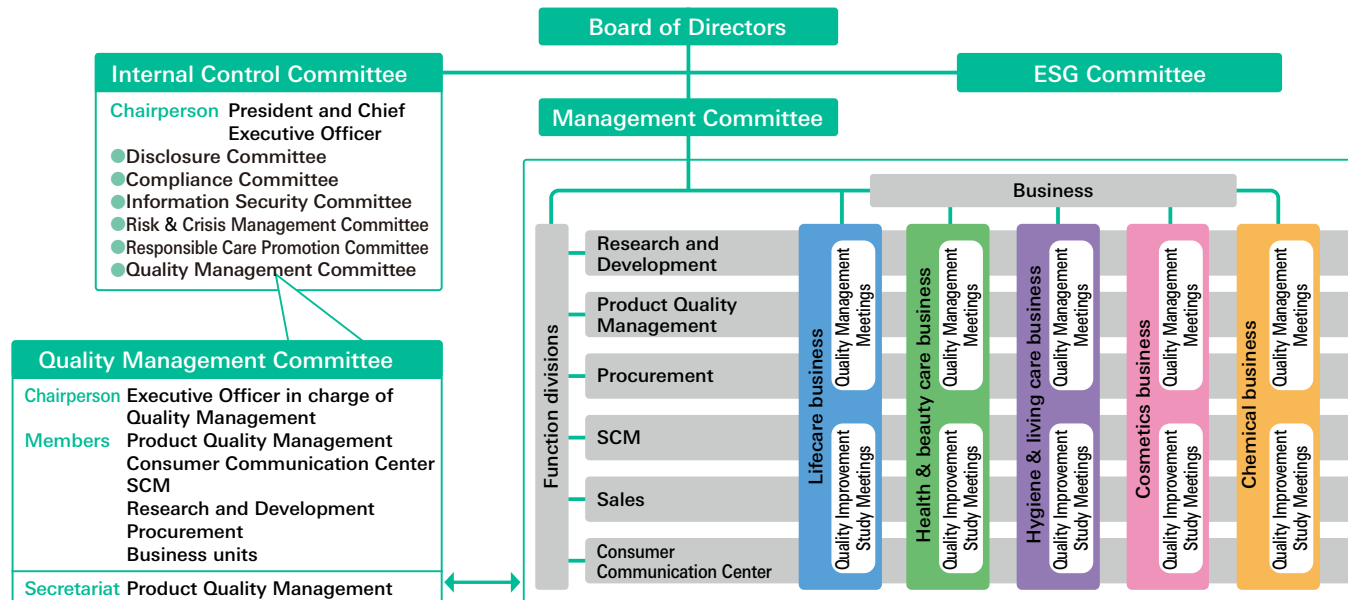 Board of Directors
Internal Control Committee
ESG Committee
Chairperson President and Chief
Executive Officer
Disclosure Committee
Compliance Committee
Information Security Committee
Risk & Crisis Management Committee
Responsible Care Promotion Committee
Quality Management Committee
Management Committee
Quality Management Committee
Chairperson Executive Officer in charge of
Quality Management
Members Product Quality Management
Consumer Communication Center
SCM
Research and Development
Procurement
Business units
Secretariat Product Quality Management
Business
Function divisions
Research and
Development
Product Quality
Management
Procurement
SCM
Sales
Consumer
Communication Center
Lifecare business
Quality Management
Meetings
Quality Improvement
Study Meetings
Health & beauty care business
Quality Management
Meetings
Quality Improvement
Study Meetings
Hygiene & living care business
Quality Management
Meetings
Quality Improvement
Study Meetings
Cosmetics business
Quality Management
Meetings
Quality Improvement
Study Meetings
Chemical business
Quality Management
Meetings
Quality Improvement
Study Meetings